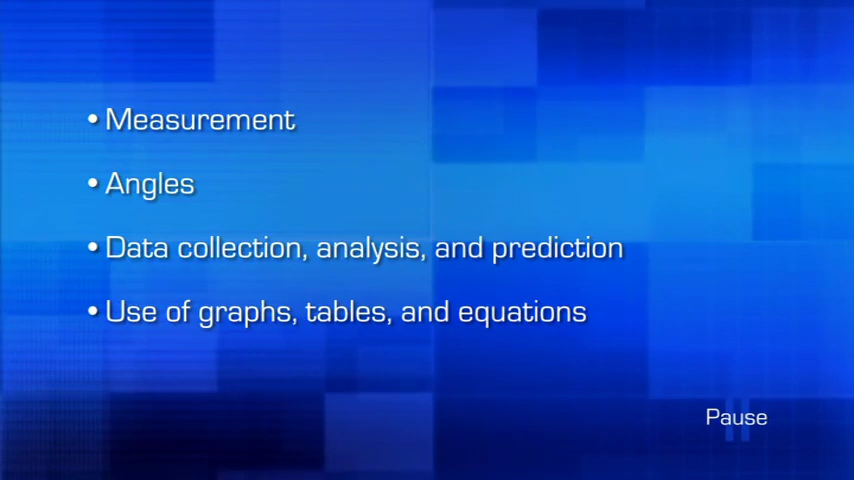 • Measurement
• Angles
• Data collection, analysis, and prediction
• Use of graphs, tables, and equations
Pause